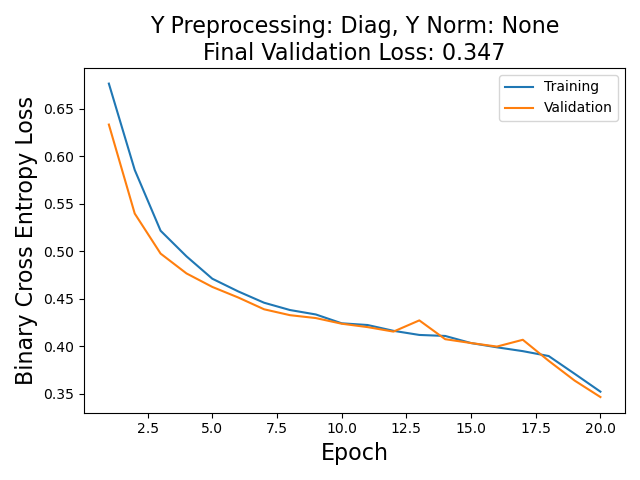 Y Preprocessing: Diag, Y Norm: None
Final Validation Loss: 0.347
Training
Validation
Binary Cross Entropy Loss
0.65
0.60
0.55
0.50
0.45
0.40
0.35
2.5 5.0 7.5 10.0 12.5 15.0 17.5 20.0
Epoch